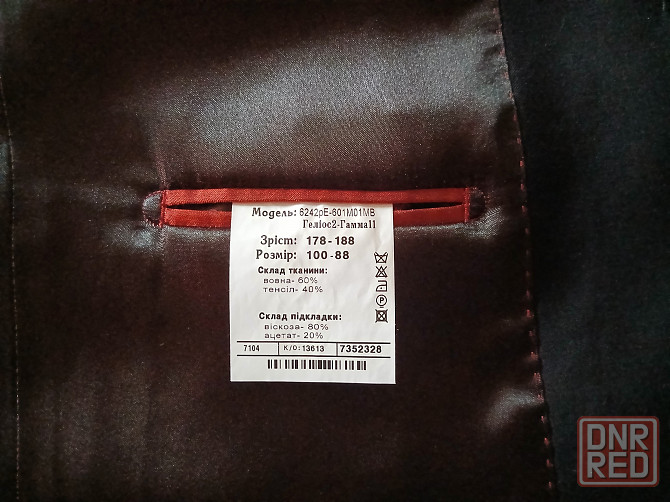 Модель: 6242рЕ-601М01МВ
Геліос2-Гамма11
Зріст: 178-188
Розмір: 100-88
Склад тканини:
вовна- 60%
тенсіл- 40%
Склад підкладки:
віскоза- 80%
ацетат- 20%
7104 К/О:13613 7352328
P
DNR
RED